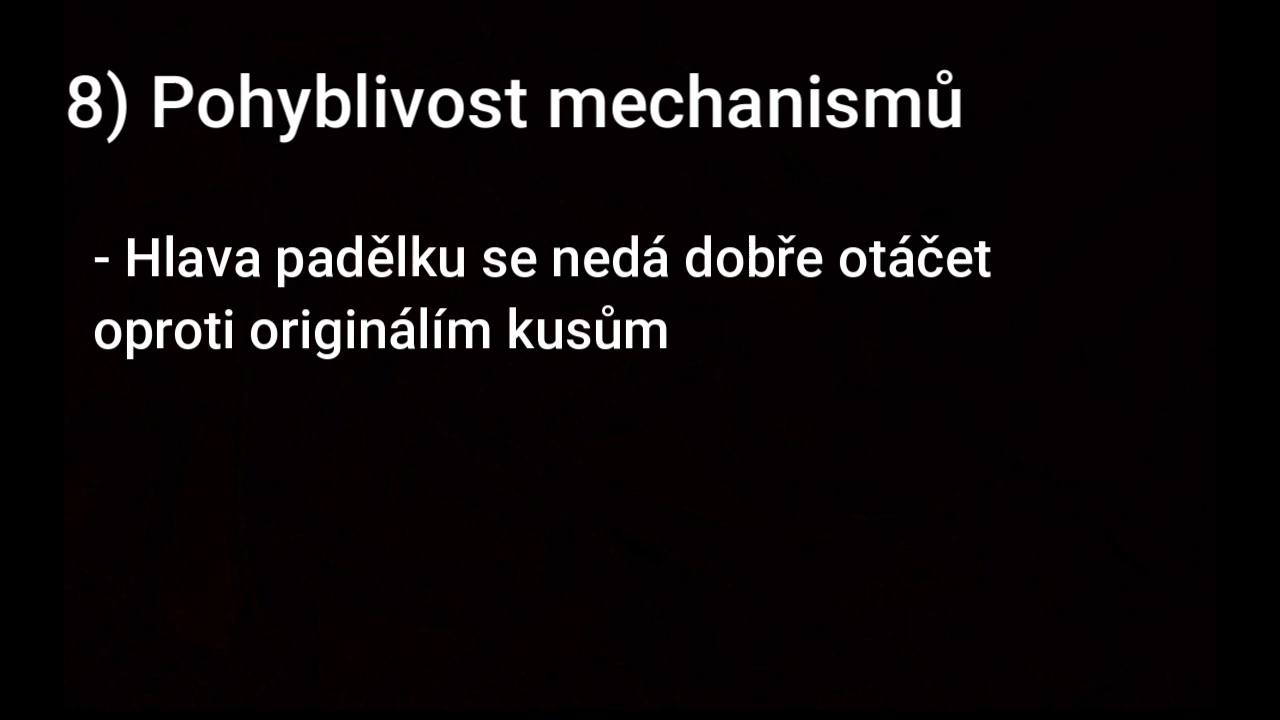 8) Pohyblivost mechanismů
- Hlava padělku se nedá dobře otáčet
oproti originálím kusům